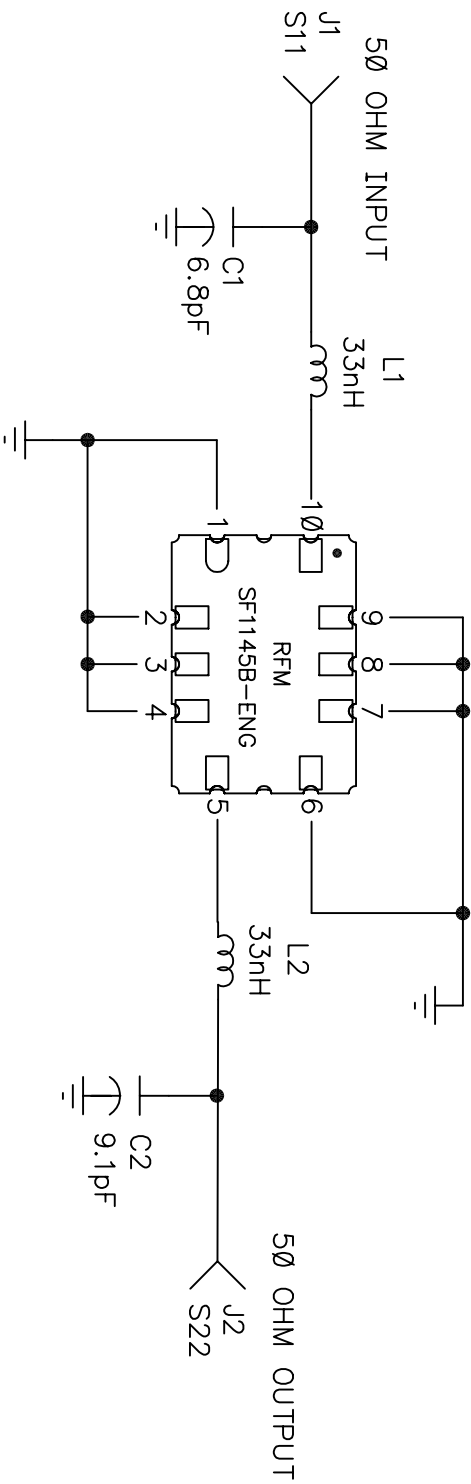 50 OHM INPUT
J1
S11
C1
6.8pF
L1
33nH
10
1
9
8
7
2
3
4
RFM
SF1145B-ENG
6
5
L2
33nH
C2
9.1pF
50 OHM OUTPUT
J2
S22